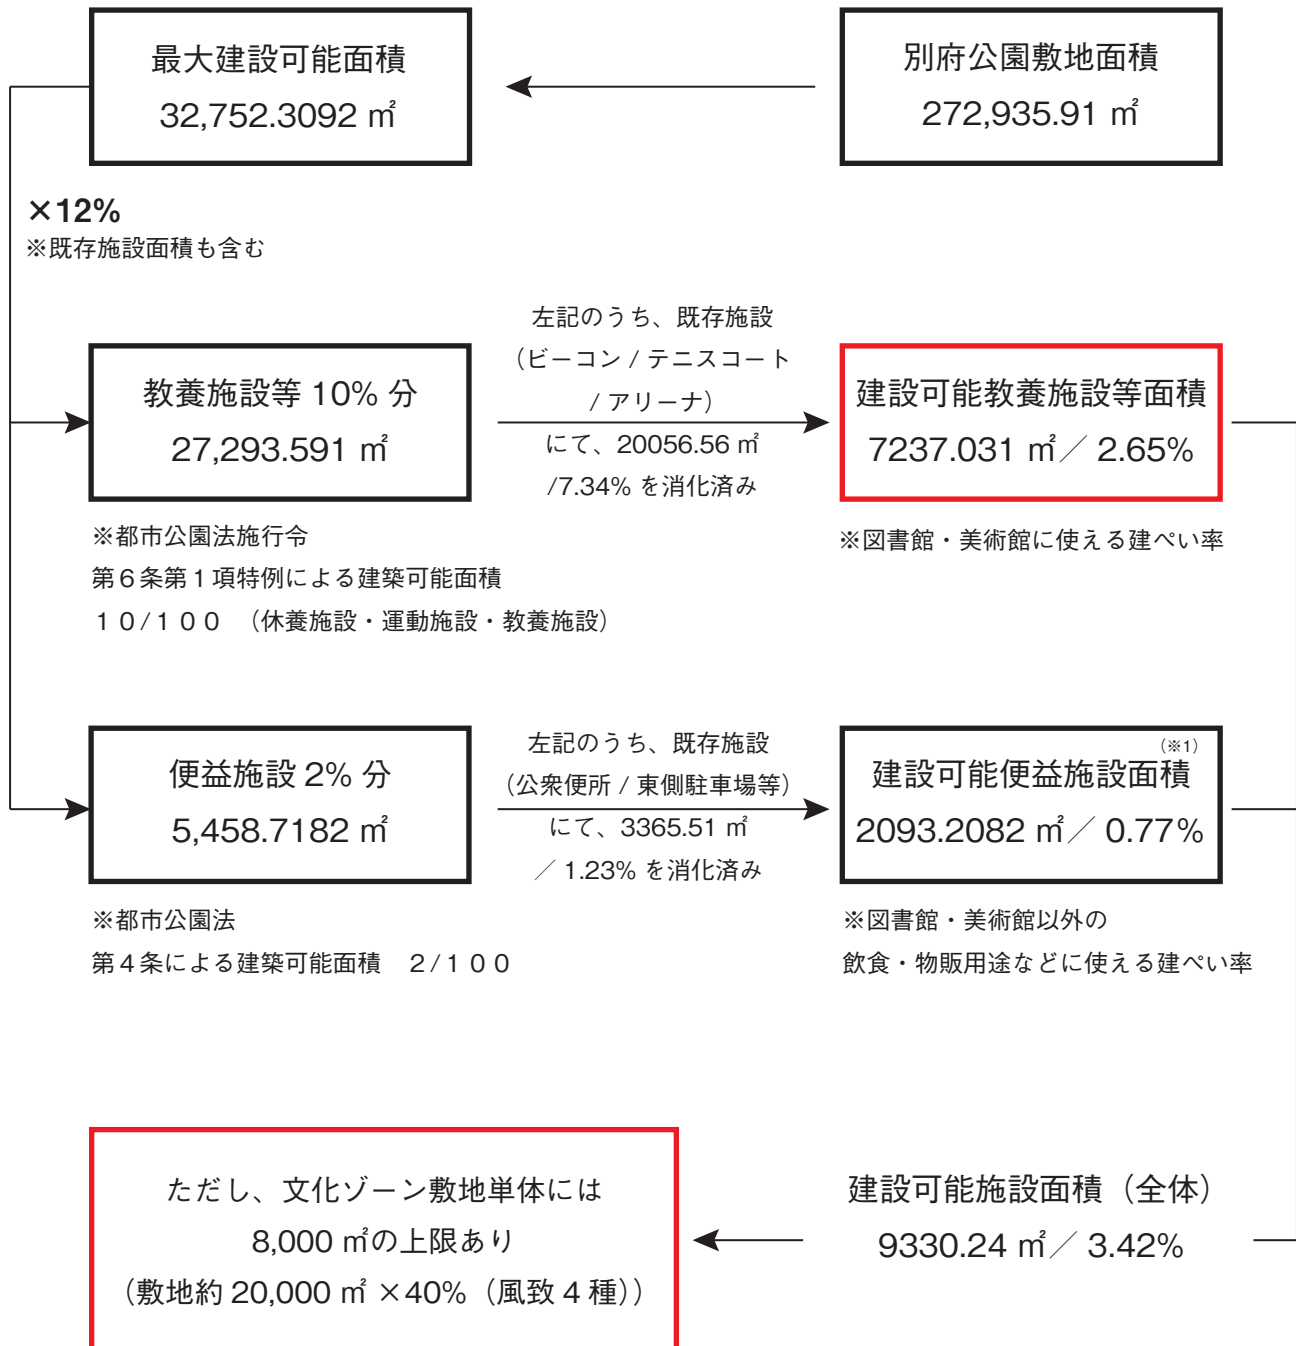 最大建設可能面積
32,752.3092 ㎡
別府公園敷地面積
272,935.91 ㎡
×12%
※既存施設面積も含む
教養施設等 10% 分
27,293.591 ㎡
左記のうち、既存施設
（ビーコン / テニスコート
/ アリーナ）
にて、20056.56 ㎡
/7.34% を消化済み
建設可能教養施設等面積
7237.031 ㎡／ 2.65%
※都市公園法施行令
第６条第１項特例による建築可能面積
１０/１００　（休養施設・運動施設・教養施設）
※図書館・美術館に使える建ぺい率
便益施設 2% 分
5,458.7182 ㎡
左記のうち、既存施設
（公衆便所 / 東側駐車場等）
にて、3365.51 ㎡
／ 1.23% を消化済み
（※1）
建設可能便益施設面積
2093.2082 ㎡／ 0.77%
※都市公園法
第４条による建築可能面積　２/１００
※図書館・美術館以外の
飲食・物販用途などに使える建ぺい率
ただし、文化ゾーン敷地単体には
8,000 ㎡の上限あり
（敷地約 20,000 ㎡ ×40%（風致 4 種））
建設可能施設面積（全体）
9330.24 ㎡／ 3.42%